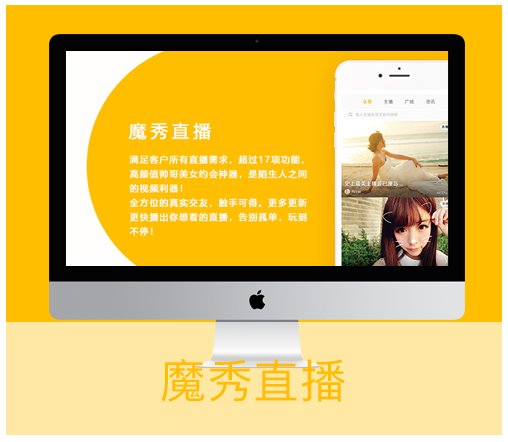 魔秀直播
满足客户所有直播需求，超过17项功能，
高颜值帅哥美女约会神器，是陌生人之间
的视频利器！
全方位的真实交友，触手可得。更多更新
更快播出你想看的直播，告别孤单，玩到
不停！
主播
广场
资讯
魔秀直播